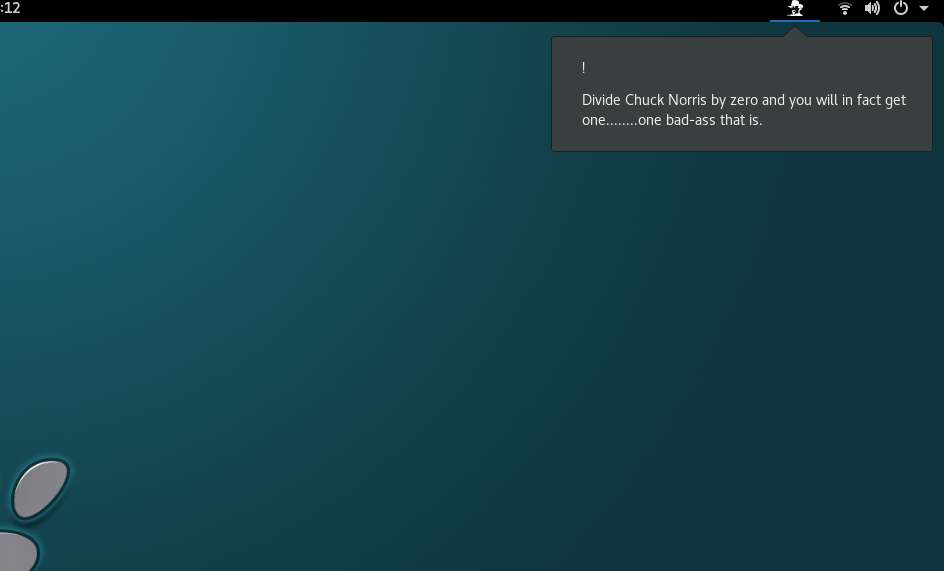 :12
!
Divide Chuck Norris by zero and you will in fact get
one........one bad-ass that is.